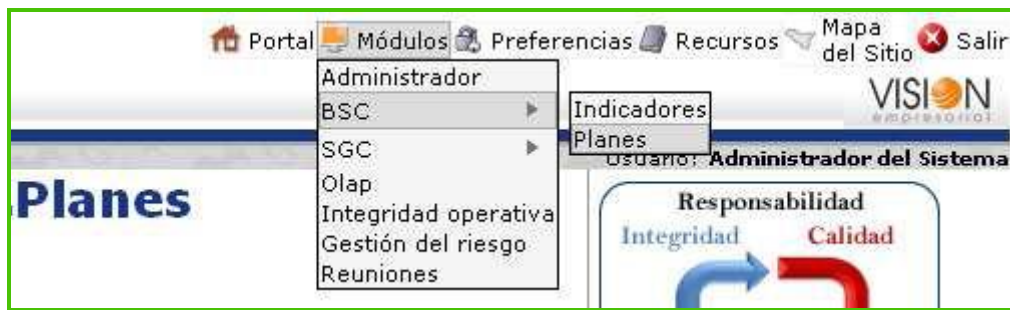 Portal Módulos Preferencias Recursos Mapa del Sitio Salir
Administrador
BSC
Indicadores
Planes
SGC
Olap
Integridad operativa
Gestión del riesgo
Reuniones
VISION
empresarial
Usuario: Administrador del Sistema
Planes
Responsabilidad
Integridad Calidad